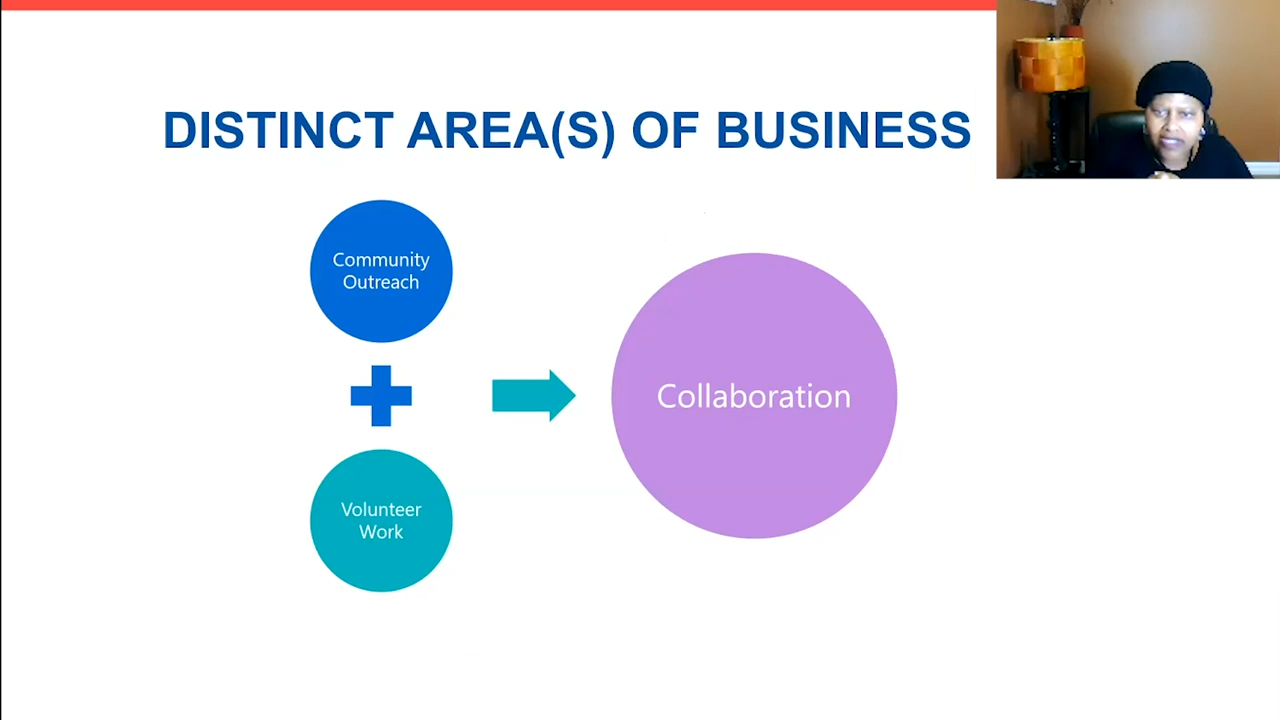 DISTINCT AREA(S) OF BUSINESS
Community
Outreach
Volunteer
Work
Collaboration